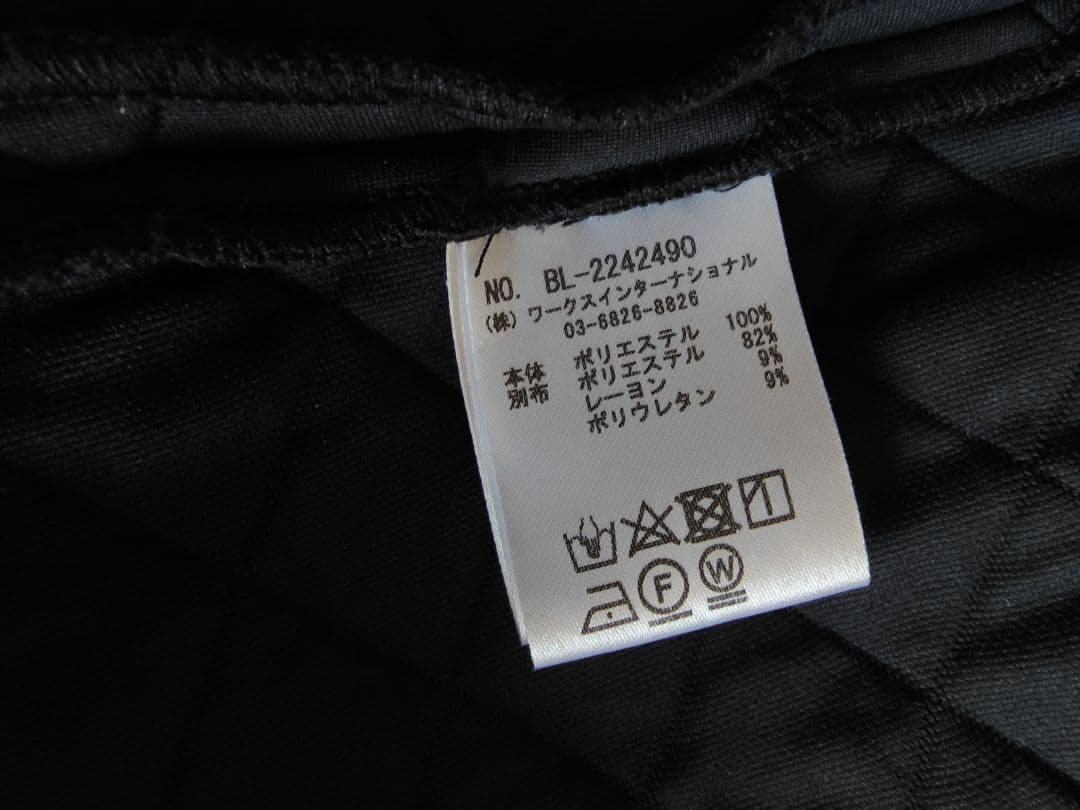 NO. BL-2242490
(株) ワークスインターナショナル
03-6826-8826
本体 ポリエステル 100%
別布 ポリエステル 82%
レーヨン 9%
ポリウレタン 9%
F W